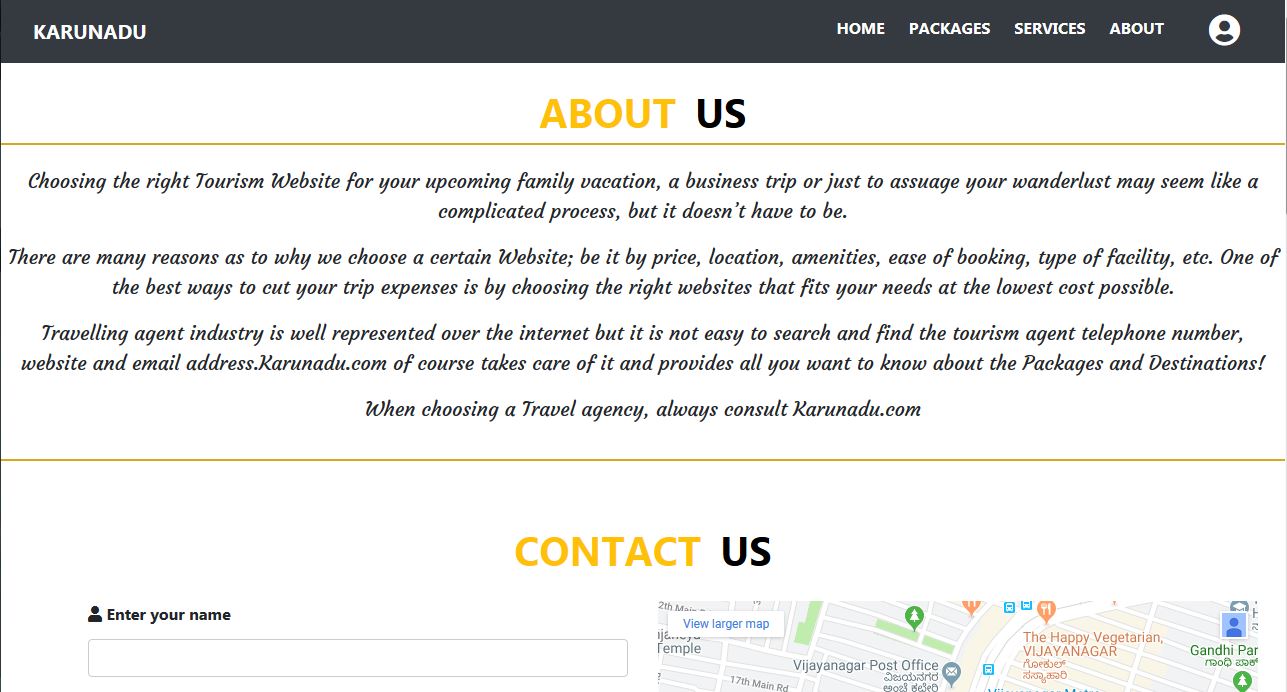 KARUNADU
HOME PACKAGES SERVICES ABOUT
ABOUT US
Choosing the right Tourism Website for your upcoming family vacation, a business trip or just to assuage your wanderlust may seem like a
complicated process, but it doesn't have to be.
There are many reasons as to why we choose a certain Website; be it by price, location, amenities, ease of booking, type of facility, etc. One of
the best ways to cut your trip expenses is by choosing the right websites that fits your needs at the lowest cost possible.
Travelling agent industry is well represented over the internet but it is not easy to search and find the tourism agent telephone number,
website and email address.Karunadu.com of course takes care of it and provides all you want to know about the Packages and Destinations!
When choosing a Travel agency, always consult Karunadu.com
CONTACT US
Enter your name
2th Main Rd
View larger map
Temple
The Happy Vegetarian,
VIJAYANAGAR
ಗೋಕುಲ್
ಸಸ್ಯಾಹಾರಿ
Gandhi Par
ಗಾಂಧಿ ಪಾರ್ಕ್
Vijayanagar Post Office
ವಿಜಯನಗರ
ಅಂಚೆ ಕಚೇರಿ
17th Main Rd